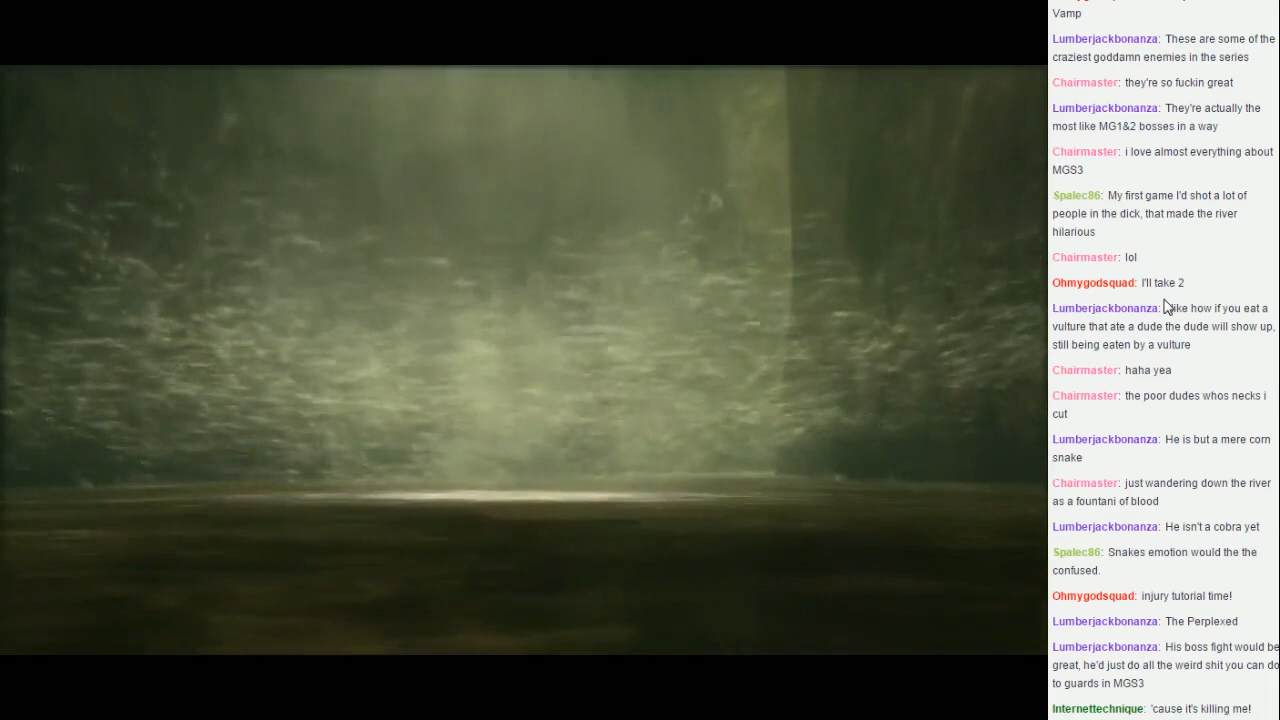 Vamp
Lumberjackbonanza: These are some of the
craziest goddamn enemies in the series
Chairmaster: they're so fuckin great
Lumberjackbonanza: They're actually the
most like MG1&2 bosses in a way
Chairmaster: i love almost everything about
MGS3
Spalec86: My first game I'd shot a lot of
people in the dick, that made the river
hilarious
Chairmaster: lol
Ohmygodsquad: I'll take 2
Lumberjackbonanza: like how if you eat a
vulture that ate a dude the dude will show up,
still being eaten by a vulture
Chairmaster: haha yea
Chairmaster: the poor dudes whos necks i
cut
Lumberjackbonanza: He is but a mere corn
snake
Chairmaster: just wandering down the river
as a fountani of blood
Lumberjackbonanza: He isn't a cobra yet
Spalec86: Snakes emotion would the the
confused.
Ohmygodsquad: injury tutorial time!
Lumberjackbonanza: The Perplexed
Lumberjackbonanza: His boss fight would be
great, he'd just do all the weird shit you can do
to guards in MGS3
Internettechnique: 'cause it's killing me!